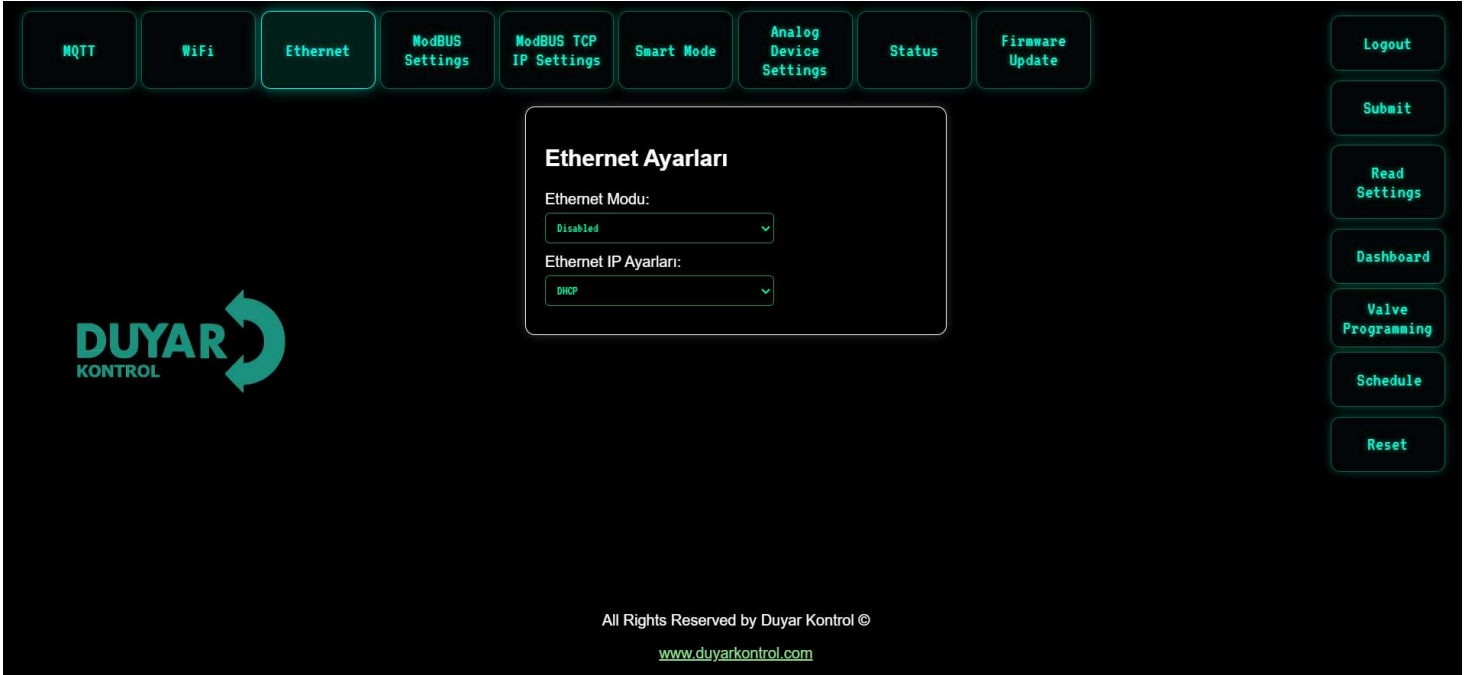 MQTT
WiFi
Ethernet
ModBUS
Settings
ModBUS TCP
IP Settings
Smart Mode
Analog
Device
Settings
Status
Firmware
Update
Logout
Submit
Read
Settings
Dashboard
Valve
Programming
Schedule
Reset
Ethernet Ayarları
Ethernet Modu:
Disabled
Ethernet IP Ayarları:
DHCP
DUYAR
KONTROL
All Rights Reserved by Duyar Kontrol ©
www.duyarkontrol.com